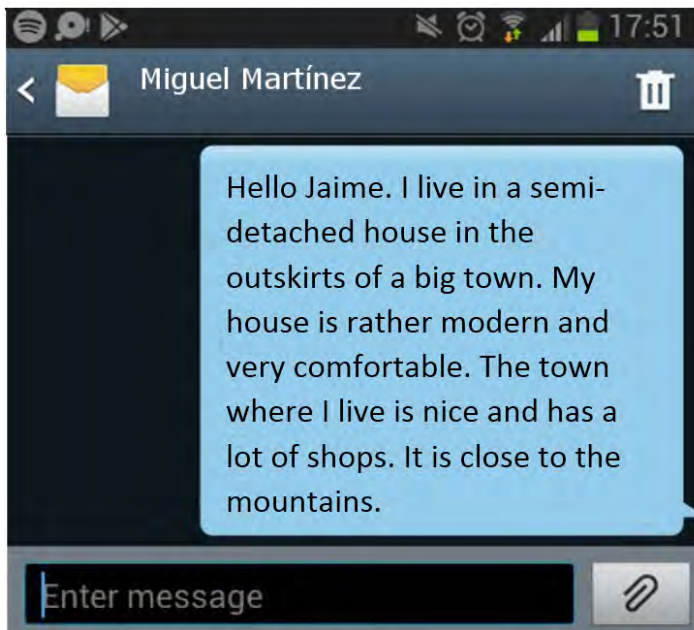 17:51
Miguel Martínez
Hello Jaime. I live in a semi-
detached house in the
outskirts of a big town. My
house is rather modern and
very comfortable. The town
where I live is nice and has a
lot of shops. It is close to the
mountains.
Enter message